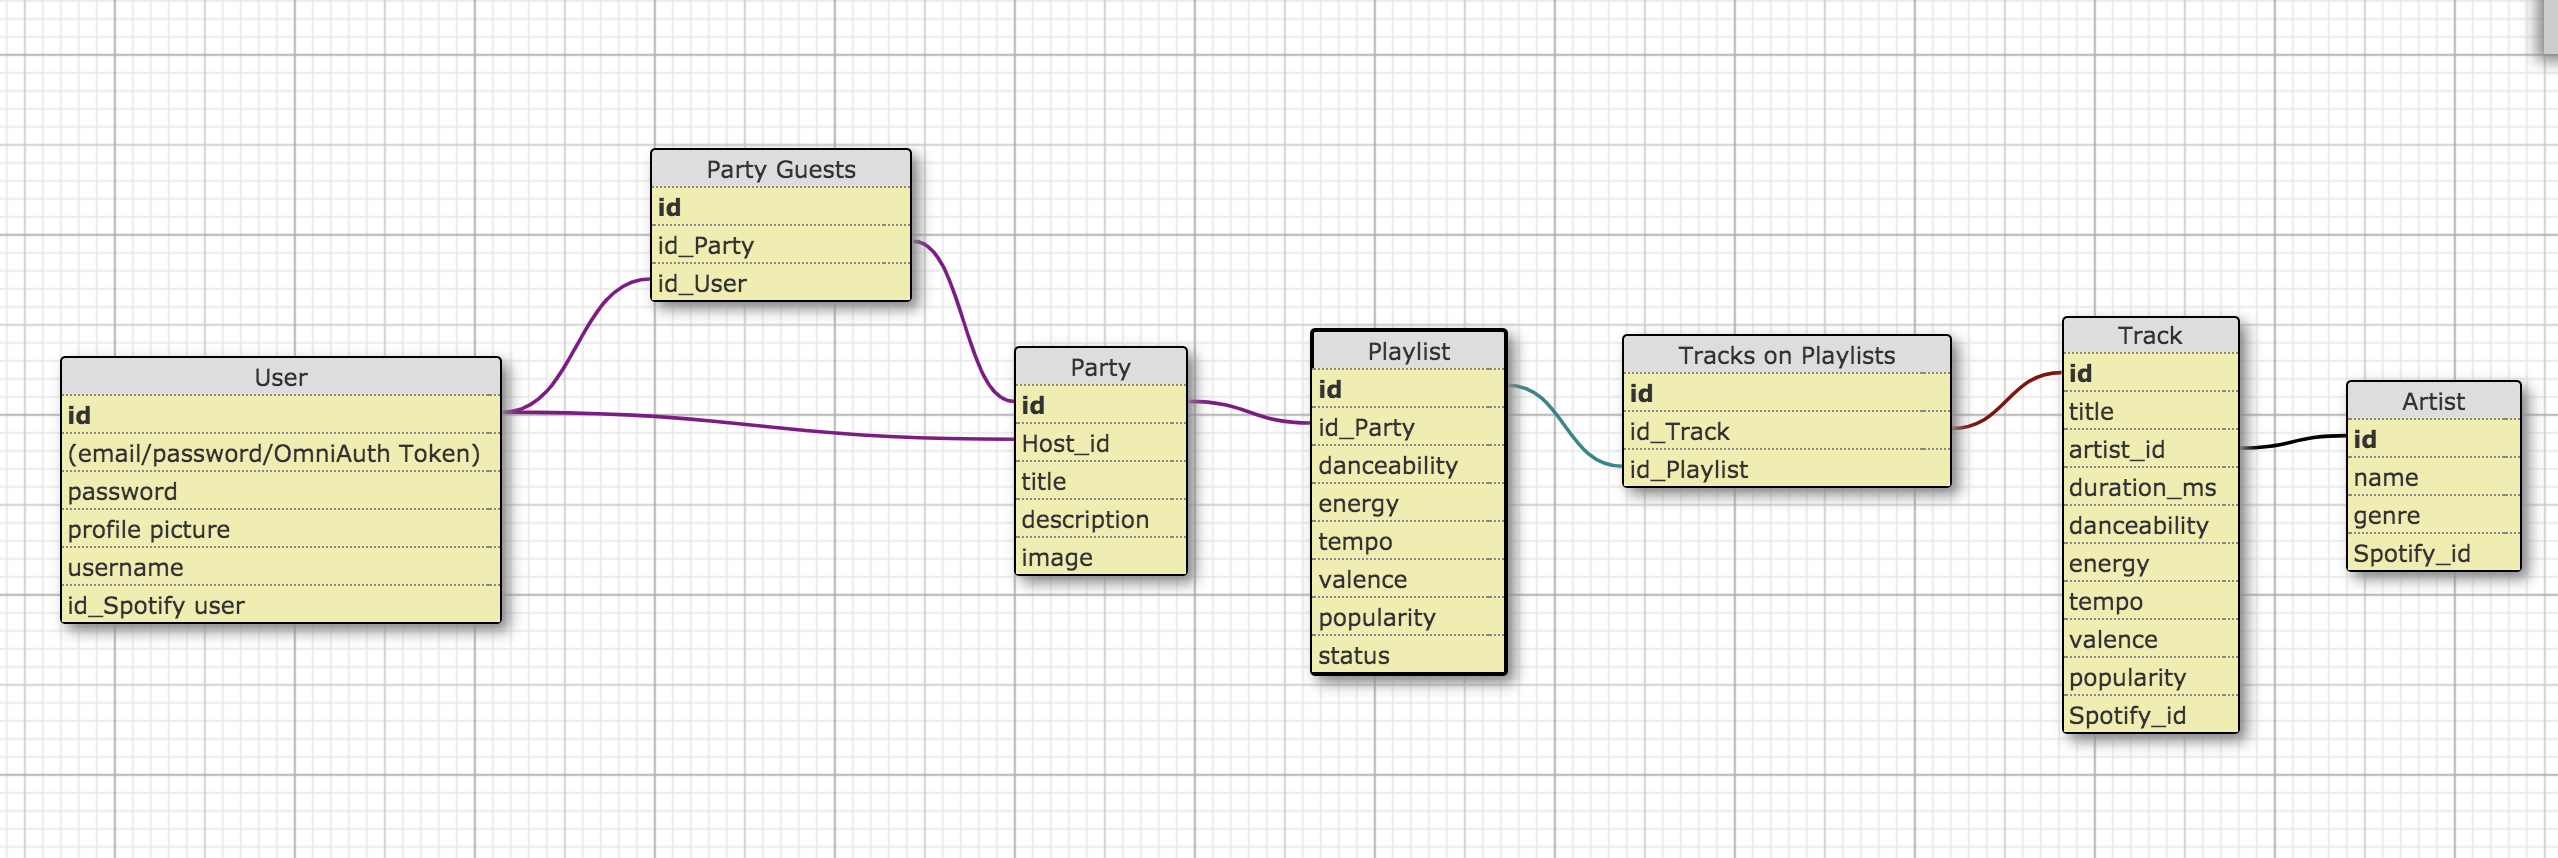 User
id
(email/password/OmniAuth Token)
password
profile picture
username
id_Spotify user
Party Guests
id
id_Party
id_User
Party
id
Host_id
title
description
image
Playlist
id
id_Party
danceability
energy
tempo
valence
popularity
status
Tracks on Playlists
id
id_Track
id_Playlist
Track
id
title
artist_id
duration_ms
danceability
energy
tempo
valence
popularity
Spotify_id
Artist
id
name
genre
Spotify_id